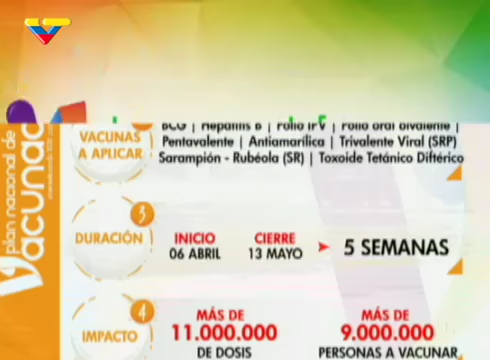 VACUNAS
A APLICAR
BCG | Hepatitis B | Polio IPV | Polio oral bivalente |
Pentavalente | Antiamarílica | Trivalente Viral (SRP)
Sarampión - Rubéola (SR) | Toxoide Tetánico Diftérico
3
DURACIÓN
INICIO
06 ABRIL
CIERRE
13 MAYO
5 SEMANAS
4
IMPACTO
MÁS DE
11.000.000
DE DOSIS
MÁS DE
9.000.000
PERSONAS A VACUNAR
plan nacional de